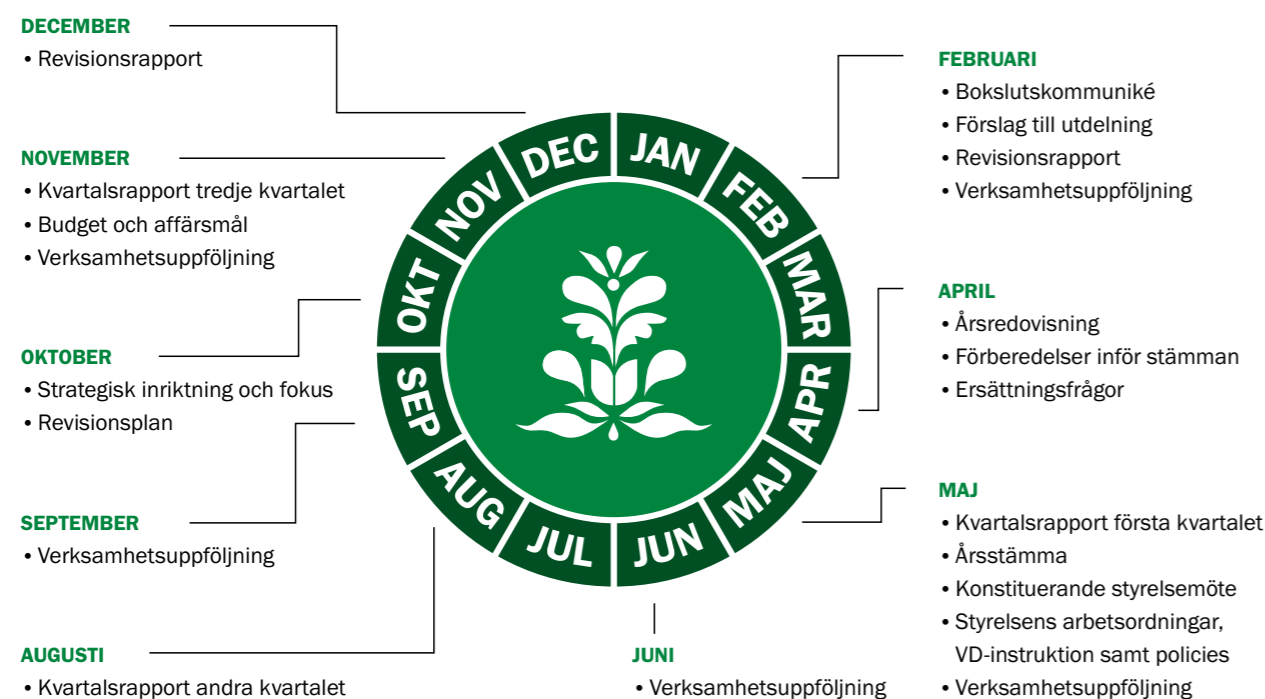 DECEMBER
• Revisionsrapport
NOVEMBER
• Kvartalsrapport tredje kvartalet
• Budget och affärsmål
• Verksamhetsuppföljning
OKTOBER
• Strategisk inriktning och fokus
• Revisionsplan
SEPTEMBER
• Verksamhetsuppföljning
AUGUSTI
• Kvartalsrapport andra kvartalet
JAN
FEB
MAR
APR
MAJ
JUN
JUL
AUG
SEP
OKT
NOV
DEC
JUNI
• Verksamhetsuppföljning
FEBRUARI
• Bokslutskommuniké
• Förslag till utdelning
• Revisionsrapport
• Verksamhetsuppföljning
APRIL
• Årsredovisning
• Förberedelser inför stämman
• Ersättningsfrågor
MAJ
• Kvartalsrapport första kvartalet
• Årsstämma
• Konstituerande styrelsemöte
• Styrelsens arbetsordningar,
VD-instruktion samt policies
• Verksamhetsuppföljning